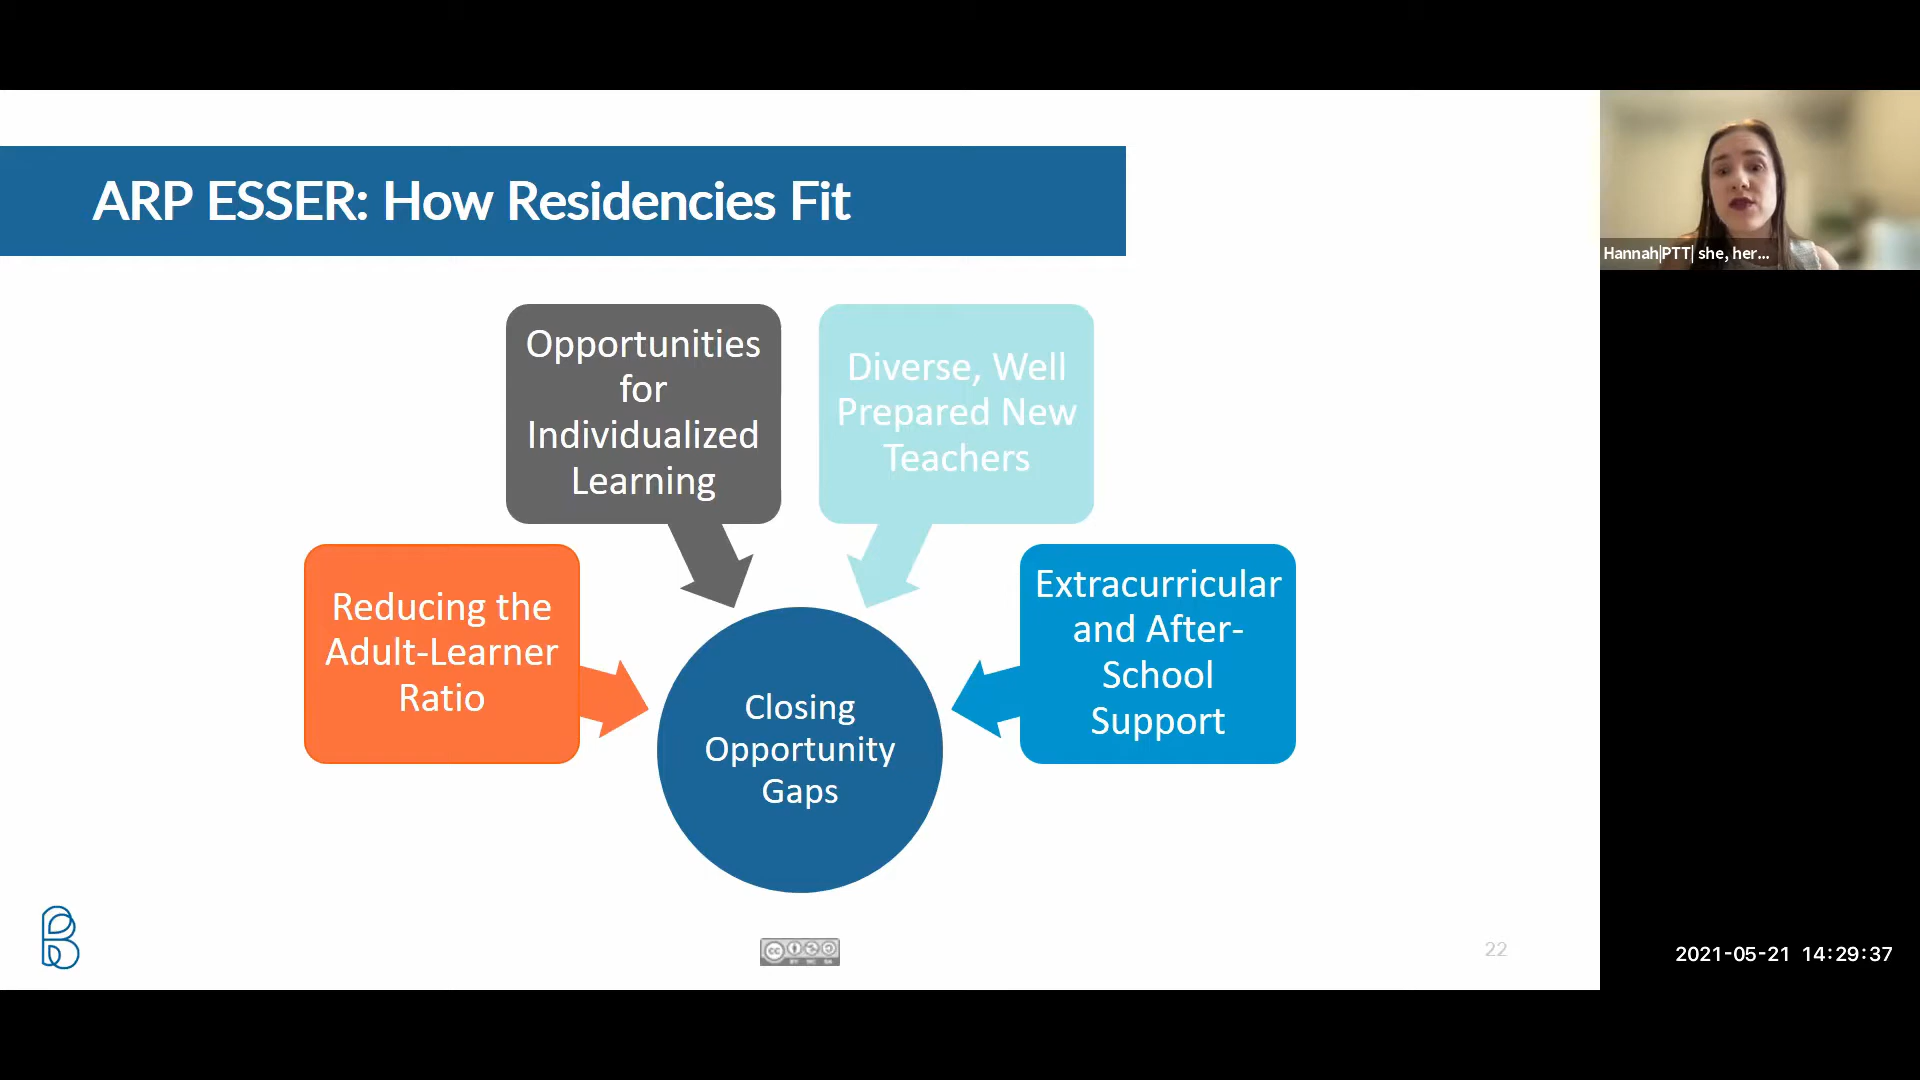 ARP ESSER: How Residencies Fit
Hannah|PTT| she, her...
Opportunities
for
Individualized
Learning
Diverse, Well
Prepared New
Teachers
Reducing the
Adult-Learner
Ratio
Extracurricular
and After-
School
Support
Closing
Opportunity
Gaps
cc
22
2021-05-21 14:29:37